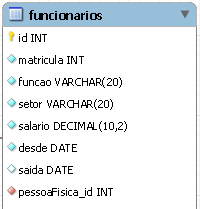 funcionarios
id INT
matricula INT
funcao VARCHAR(20)
setor VARCHAR(20)
salario DECIMAL(10,2)
desde DATE
saida DATE
pessoaFisica_id INT